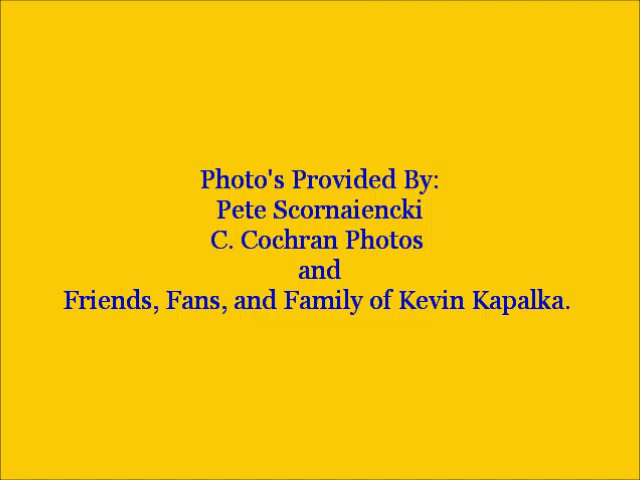 Photo's Provided By:
Pete Scornaiencki
C. Cochran Photos
and
Friends, Fans, and Family of Kevin Kapalka.